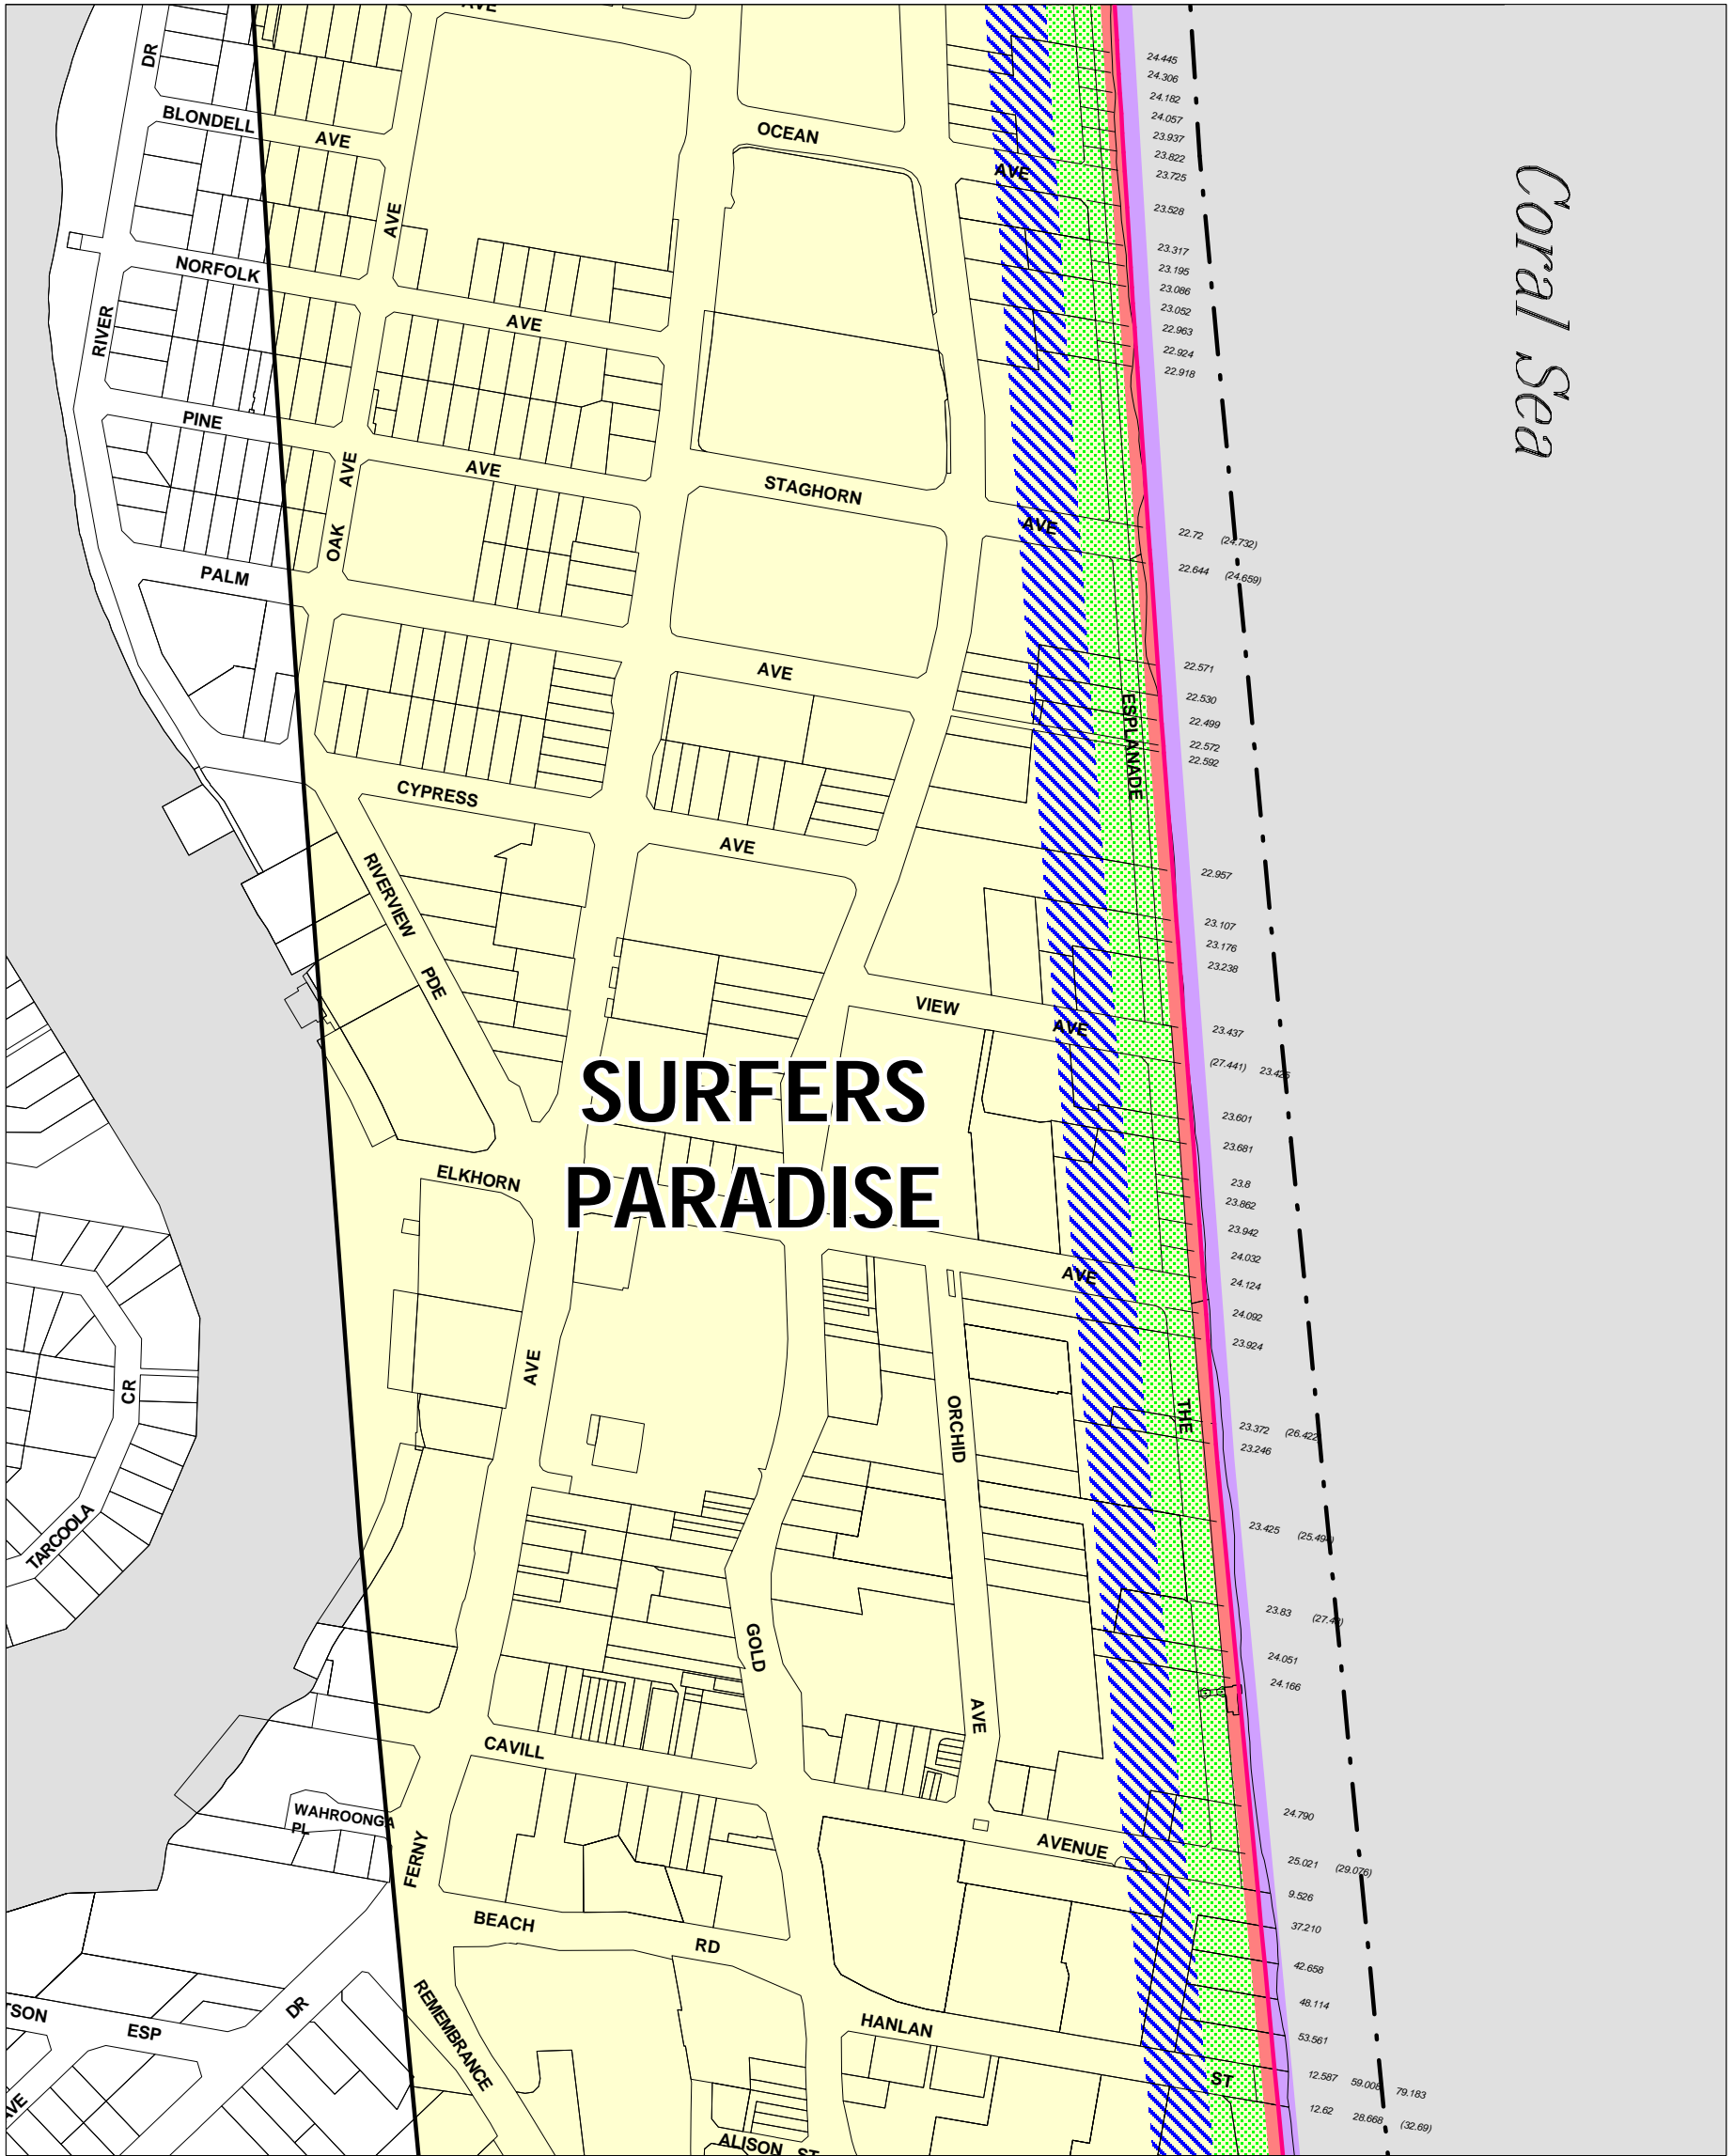 AVE
DR
24.445
24.306
24.182
24.057
23.937
23.822
23.725
BLONDELL
AVE
OCEAN
AVE
Coral Sea
23.528
AVE
23.317
23.195
23.086
23.052
22.963
22.924
22.918
NORFOLK
AVE
RIVER
PINE
AVE
AVE
STAGHORN
AVE
OAK
22.72 (24.732)
22.644 (24.659)
PALM
AVE
22.571
22.530
22.499
22.572
22.592
ESPLANADE
CYPRESS
AVE
22.957
RIVERVIEW
PDE
23.107
23.176
23.238
VIEW
AVE
23.437
(27.441)
SURFERS
PARADISE
23.601
23.681
23.8
23.862
23.942
24.032
24.124
24.092
23.924
ELKHORN
AVE
AVE
CR
ORCHID
THE
23.372 (26.422)
23.246
TARCOOLA
23.425
23.83
24.051
24.166
GOLD
AVE
CAVILL
AVENUE
24.790
25.021 (29.076)
9.526
37.210
42.658
48.114
53.561
WAHROONGA
PL
FERNY
BEACH
RD
TSON
ESP
DR
REMEMBRANCE
HANLAN
ST
12.587 59.008 79.183
12.62 28.668 (32.69)
AVE
ALISON ST